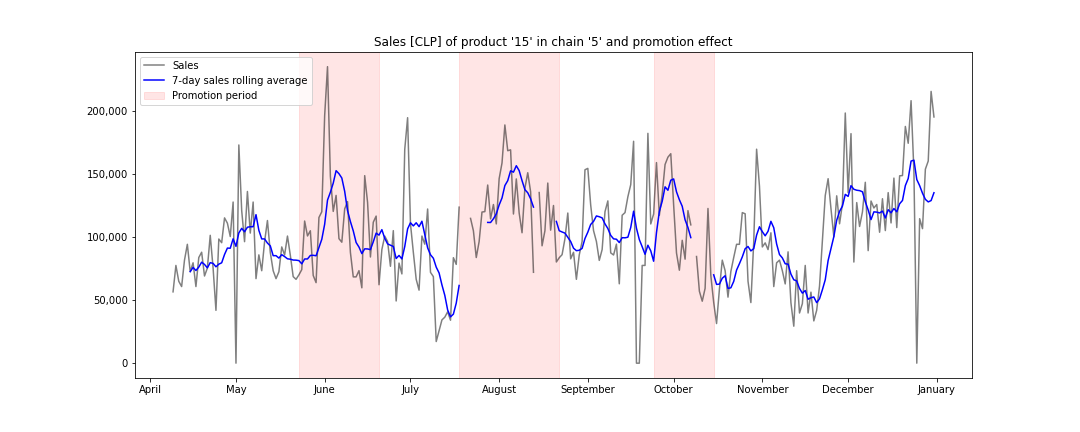 Sales [CLP] of product '15' in chain '5' and promotion effect
Sales
7-day sales rolling average
Promotion period
200,000
150,000
100,000
50,000
0
April May June July August September October November December January